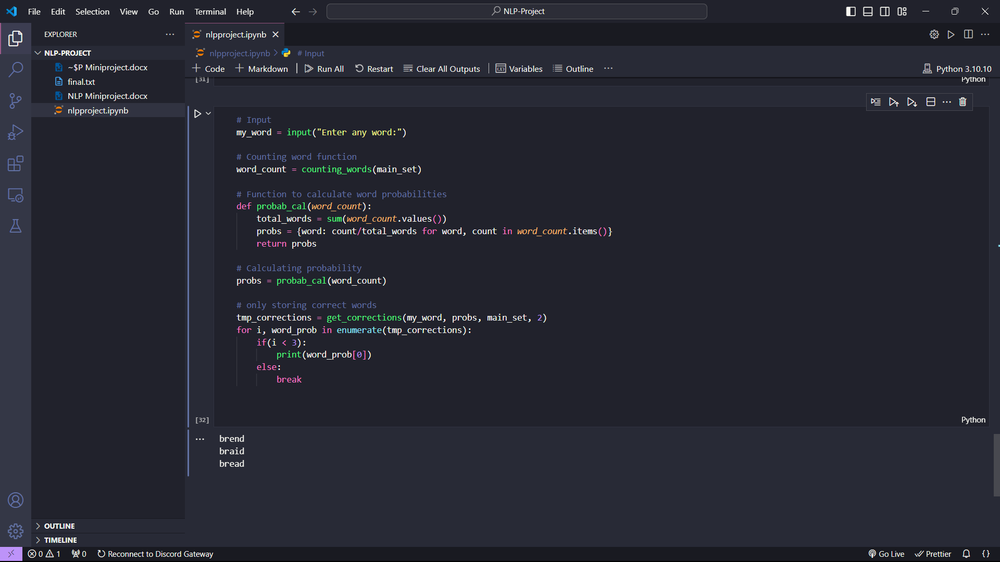 File Edit Selection View Go Run Terminal Help
NLP-Project
EXPLORER
nlpproject.ipynb
NLP-PROJECT
~$P Miniproject.docx
final.txt
NLP Miniproject.docx
nlpproject.ipynb
nlpproject.ipynb # Input
Code Markdown Run All Restart Clear All Outputs Variables Outline
Python 3.10.10
[31]
Python
# Input
my_word = input("Enter any word:")
# Counting word function
word_count = counting_words(main_set)
# Function to calculate word probabilities
def probab_cal(word_count):
    total_words = sum(word_count.values())
    probs = {word: count/total_words for word, count in word_count.items()}
    return probs
# Calculating probability
probs = probab_cal(word_count)
# only storing correct words
tmp_corrections = get_corrections(my_word, probs, main_set, 2)
for i, word_prob in enumerate(tmp_corrections):
    if(i < 3):
        print(word_prob[0])
    else:
        break
[32]
Python
brend
braid
bread
OUTLINE
TIMELINE
0 1 0 Reconnect to Discord Gateway
Go Live Prettier {}